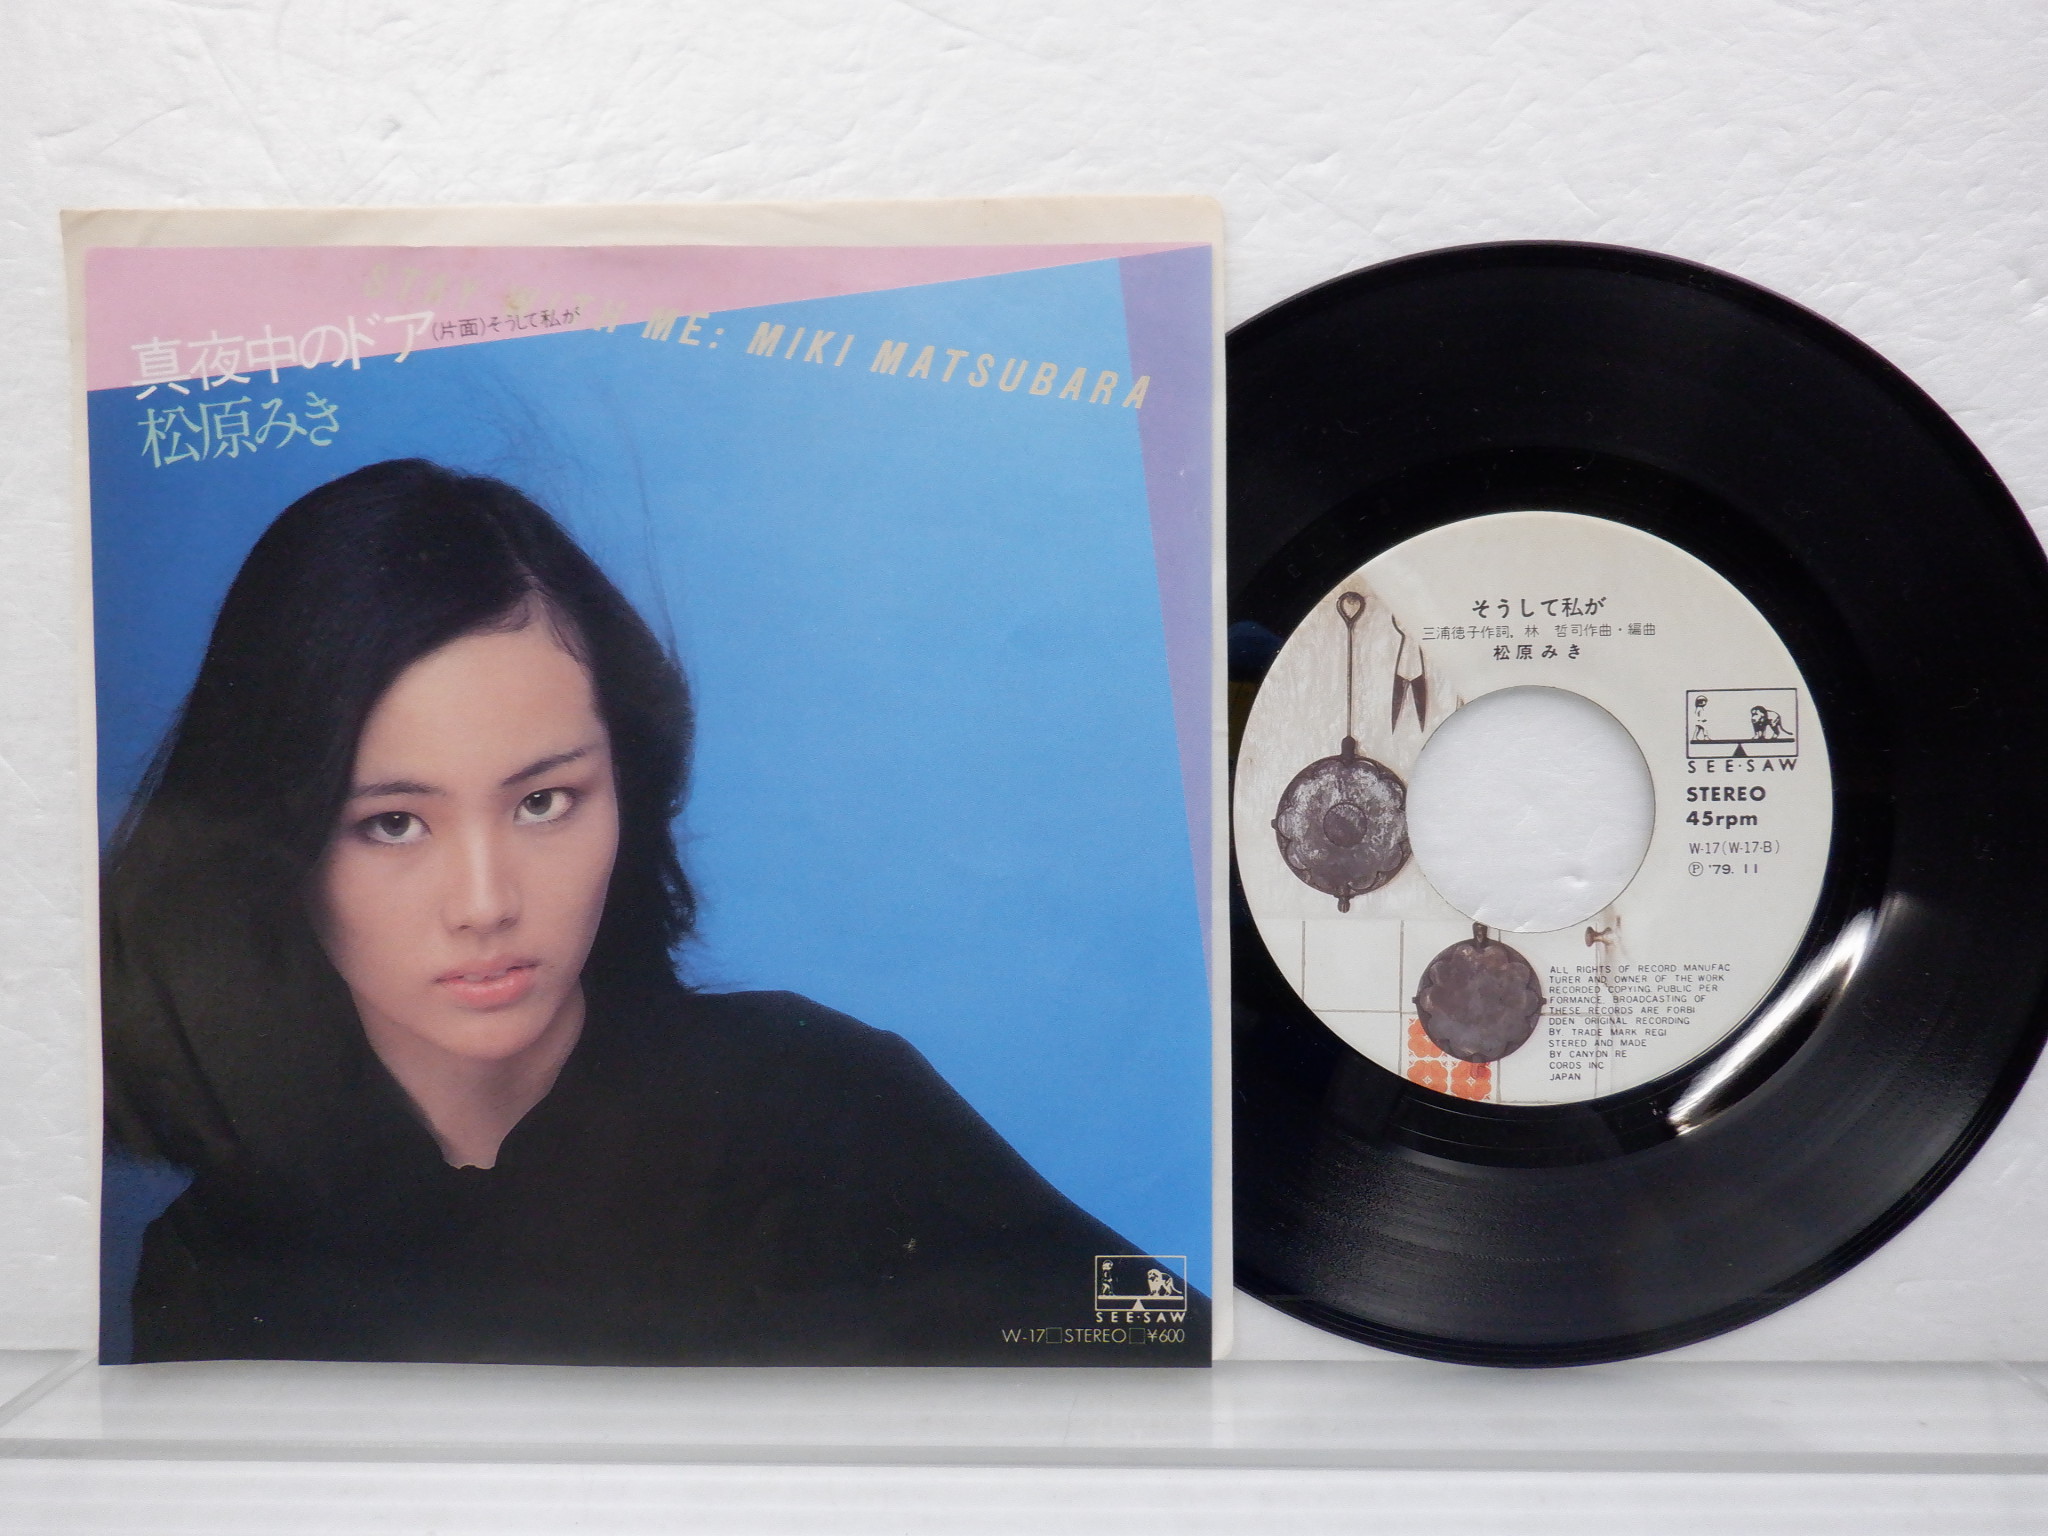 STAY WITH ME: MIKI MATSUBARA
真夜中のドア(片面)そうして私が
松原みき
SEE·SAW
W-17□STEREO□¥600
そうして私が
三浦徳子作詞. 林 哲司作曲・編曲
松原みき
SEE·SAW
STEREO
45rpm
W-17(W-17-B)
Ⓟ '79. 11
ALL RIGHTS OF RECORD MANUFAC
TURER AND OWNER OF THE WORK
RECORDED COPYING PUBLIC PER
FORMANCE BROADCASTING OF
THESE RECORDS ARE FORBI
DDEN ORIGINAL RECORDING
BY TRADE MARK REGI
STERED AND MADE
BY CANYON RE
CORDS INC
JAPAN